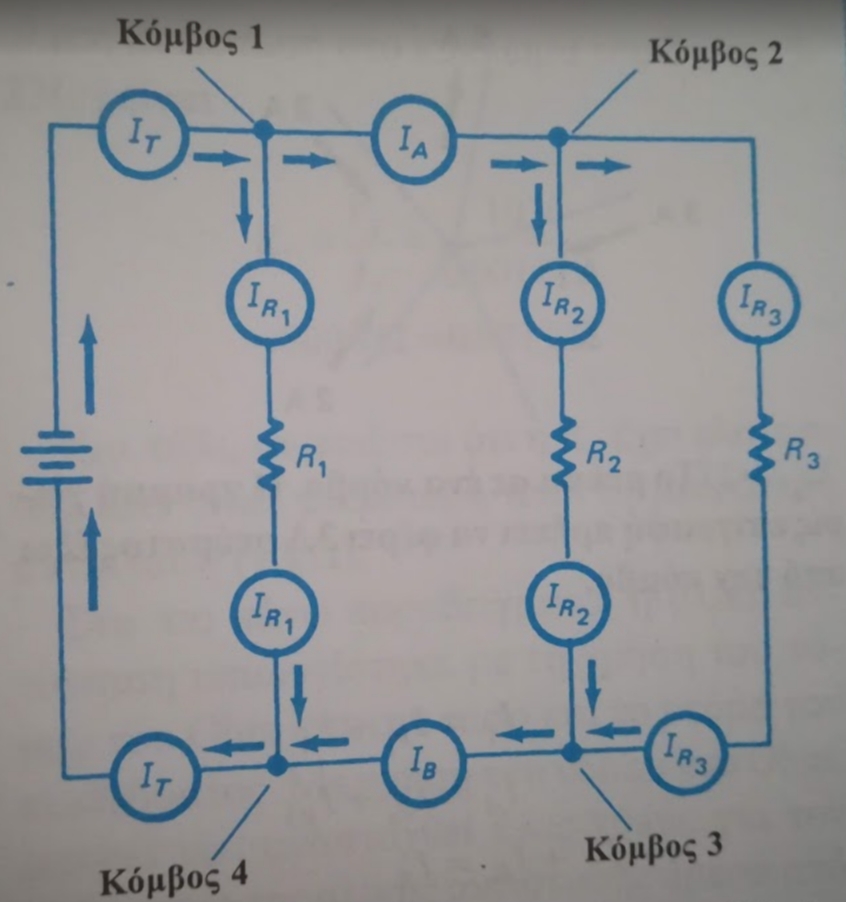 Κόμβος 1
Κόμβος 2
I_T
I_A
I_R₁
I_R₂
I_R₃
R₁
R₂
R₃
I_R₁
I_R₂
I_T
I_B
I_R₃
Κόμβος 4
Κόμβος 3